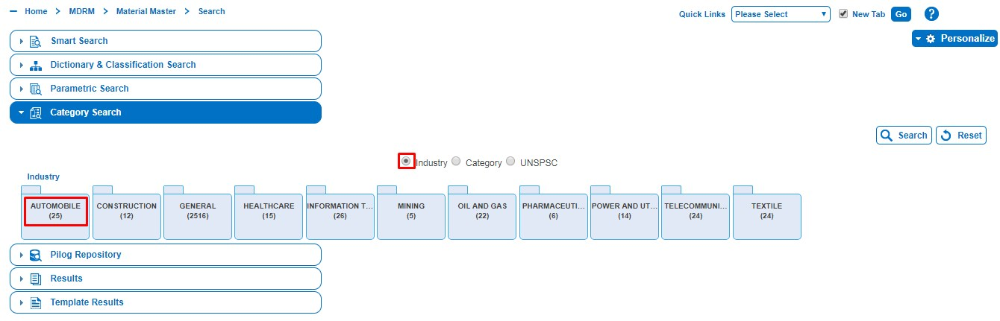 Home > MDRM > Material Master > Search
Quick Links Please Select New Tab Go ?
Smart Search
Personalize
Dictionary & Classification Search
Parametric Search
Category Search
Search Reset
Industry Category UNSPSC
Industry
AUTOMOBILE (25)
CONSTRUCTION (12)
GENERAL (2516)
HEALTHCARE (15)
INFORMATION T... (26)
MINING (5)
OIL AND GAS (22)
PHARMACEUTI... (6)
POWER AND UT... (14)
TELECOMMUNI... (24)
TEXTILE (24)
Pilog Repository
Results
Template Results